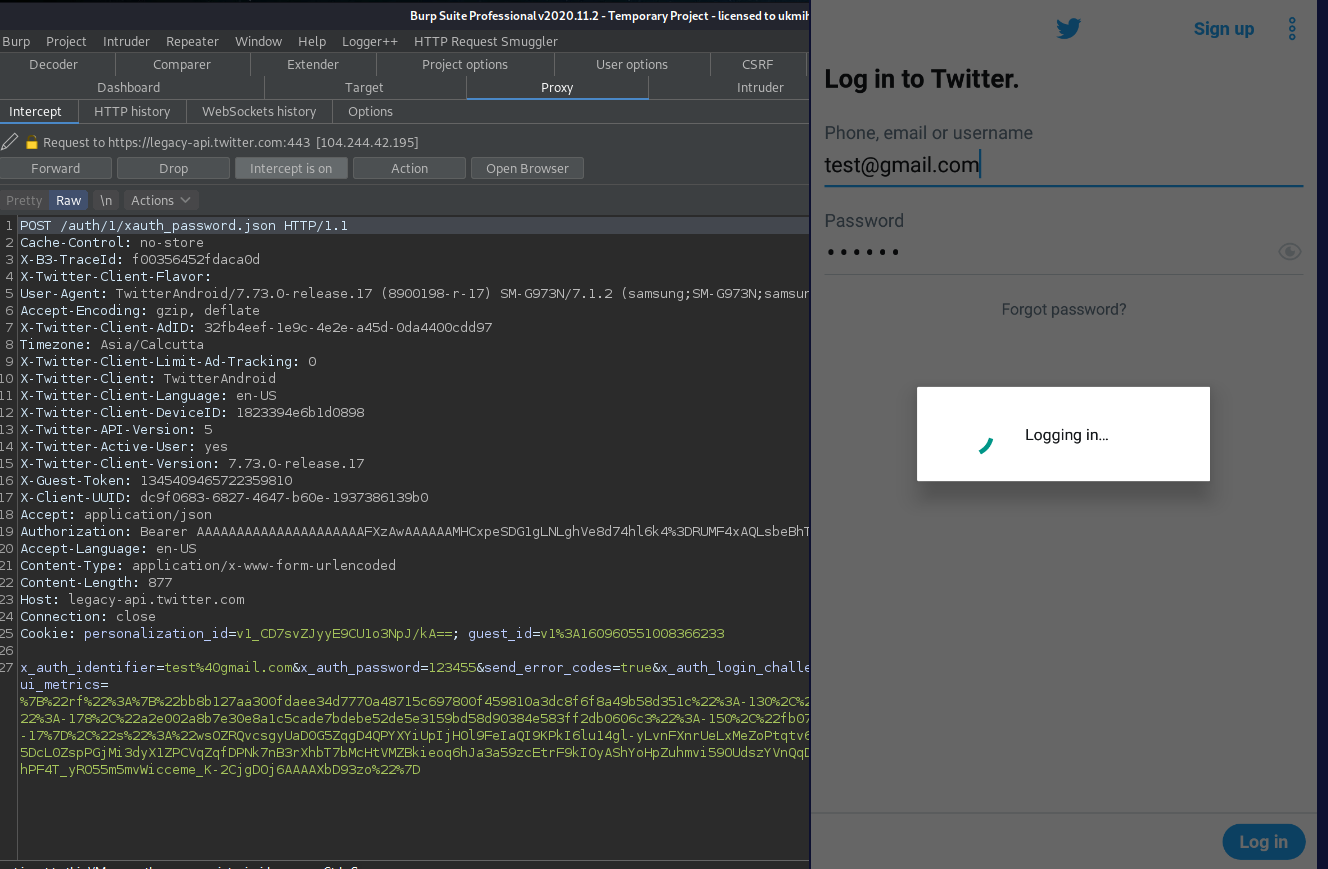 Burp Suite Professional v2020.11.2 - Temporary Project - licensed to
Burp Project Intruder Repeater Window Help Logger++ HTTP Request Smuggler
Decoder Comparer Extender Project options User options CSRF
Dashboard Target Proxy Intruder
Intercept HTTP history WebSockets history Options
Request to https://legacy-api.twitter.com:443 [104.244.42.195]
Forward Drop Intercept is on Action Open Browser
Pretty Raw \n Actions
1 POST /auth/1/xauth_password.json HTTP/1.1
2 Cache-Control: no-store
3 X-B3-TraceId: f00356452fdaca0d
4 X-Twitter-Client-Flavor:
5 User-Agent: TwitterAndroid/7.73.0-release.17 (8900198-r-17) SM-G973N/7.1.2 (samsung;SM-G973N;samsun
6 Accept-Encoding: gzip, deflate
7 X-Twitter-Client-AdID: 32fb4eef-1e9c-4e2e-a45d-0da4400cdd97
8 Timezone: Asia/Calcutta
9 X-Twitter-Client-Limit-Ad-Tracking: 0
10 X-Twitter-Client: TwitterAndroid
11 X-Twitter-Client-Language: en-US
12 X-Twitter-Client-DeviceID: 1823394e6b1d0898
13 X-Twitter-API-Version: 5
14 X-Twitter-Active-User: yes
15 X-Twitter-Client-Version: 7.73.0-release.17
16 X-Guest-Token: 1345409465722359810
17 X-Client-UUID: dc9f0683-6827-4647-b60e-1937386139b0
18 Accept: application/json
19 Authorization: Bearer AAAAAAAAAAAAAAAAAAAAAFXzAwAAAAAAMHCxpeSDG1gLNLghVe8d74hl6k4%3DRUMF4xAQLsbeBhT
20 Accept-Language: en-US
21 Content-Type: application/x-www-form-urlencoded
22 Content-Length: 877
23 Host: legacy-api.twitter.com
24 Connection: close
25 Cookie: personalization_id=v1_CD7svZJyyE9CU1o3NpJ/kA==; guest_id=v1%3A160960551008366233
26
27 x_auth_identifier=test%40gmail.com&x_auth_password=123455&send_error_codes=true&x_auth_login_challe
ui_metrics=
%7B%22rf%22%3A%7B%22bb8b127aa300fdaee34d7770a48715c697800f459810a3dc8f6f8a49b58d351c%22%3A-130%2C%2
22%3A-178%2C%22a2e002a8b7e30e8a1c5cade7bdebe52de5e3159bd58d90384e583ff2db0606c3%22%3A-150%2C%22fb07
-17%7D%2C%22s%22%3A%22wsOZRQvcsgyUaDOG5ZqgD4QPYXYiUpIjHOl9FeIaQI9KPkI6lu14gl-yLvnFXnrUeLxMeZoPtqtv6
5DcLOZspPGjMi3dyXlZPCVqZqfDPNk7nB3rXhbT7bMcHtVMZBkieoq6hJa3a59zcEtrF9kIOyAShYoHpZuhmvi59OUdszYVnQqD
hPF4T_yRO55m5mvWicceme_K-2CjgDOj6AAAAXbD93zo%22%7D
Sign up
Log in to Twitter.
Phone, email or username
test@gmail.com
Password
Forgot password?
Logging in...
Log in